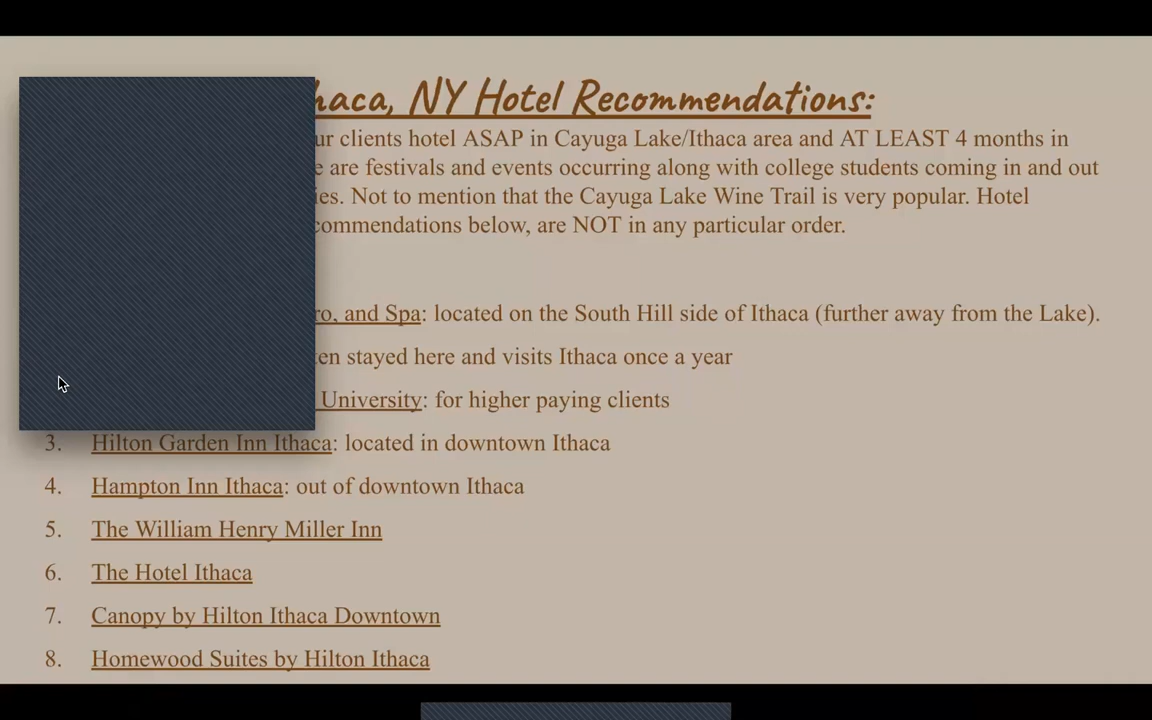 haca, NY Hotel Recommendations:
ur clients hotel ASAP in Cayuga Lake/Ithaca area and AT LEAST 4 months in
e are festivals and events occurring along with college students coming in and out
ies. Not to mention that the Cayuga Lake Wine Trail is very popular. Hotel
commendations below, are NOT in any particular order.
ro, and Spa: located on the South Hill side of Ithaca (further away from the Lake).
en stayed here and visits Ithaca once a year
University: for higher paying clients
3. Hilton Garden Inn Ithaca: located in downtown Ithaca
4. Hampton Inn Ithaca: out of downtown Ithaca
5. The William Henry Miller Inn
6. The Hotel Ithaca
7. Canopy by Hilton Ithaca Downtown
8. Homewood Suites by Hilton Ithaca